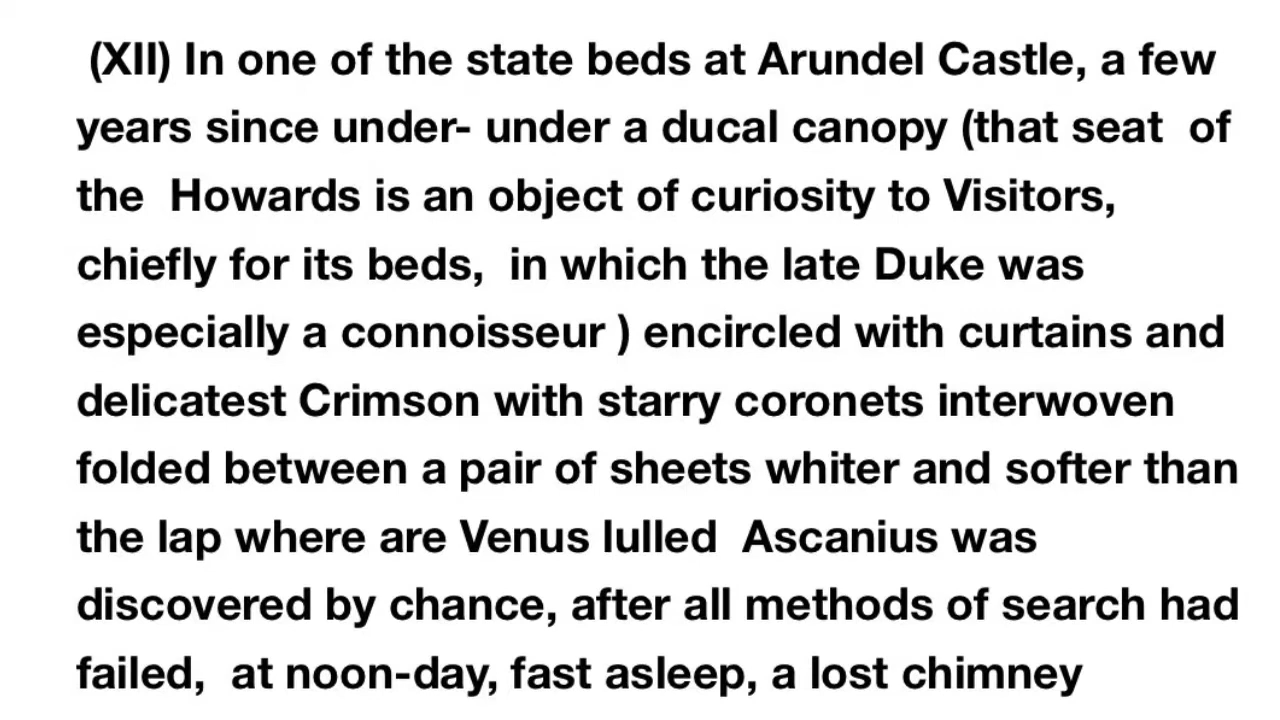 (XII) In one of the state beds at Arundel Castle, a few
years since under- under a ducal canopy (that seat  of
the  Howards is an object of curiosity to Visitors,
chiefly for its beds,  in which the late Duke was
especially a connoisseur ) encircled with curtains and
delicatest Crimson with starry coronets interwoven
folded between a pair of sheets whiter and softer than
the lap where are Venus lulled  Ascanius was
discovered by chance, after all methods of search had
failed,  at noon-day, fast asleep, a lost chimney